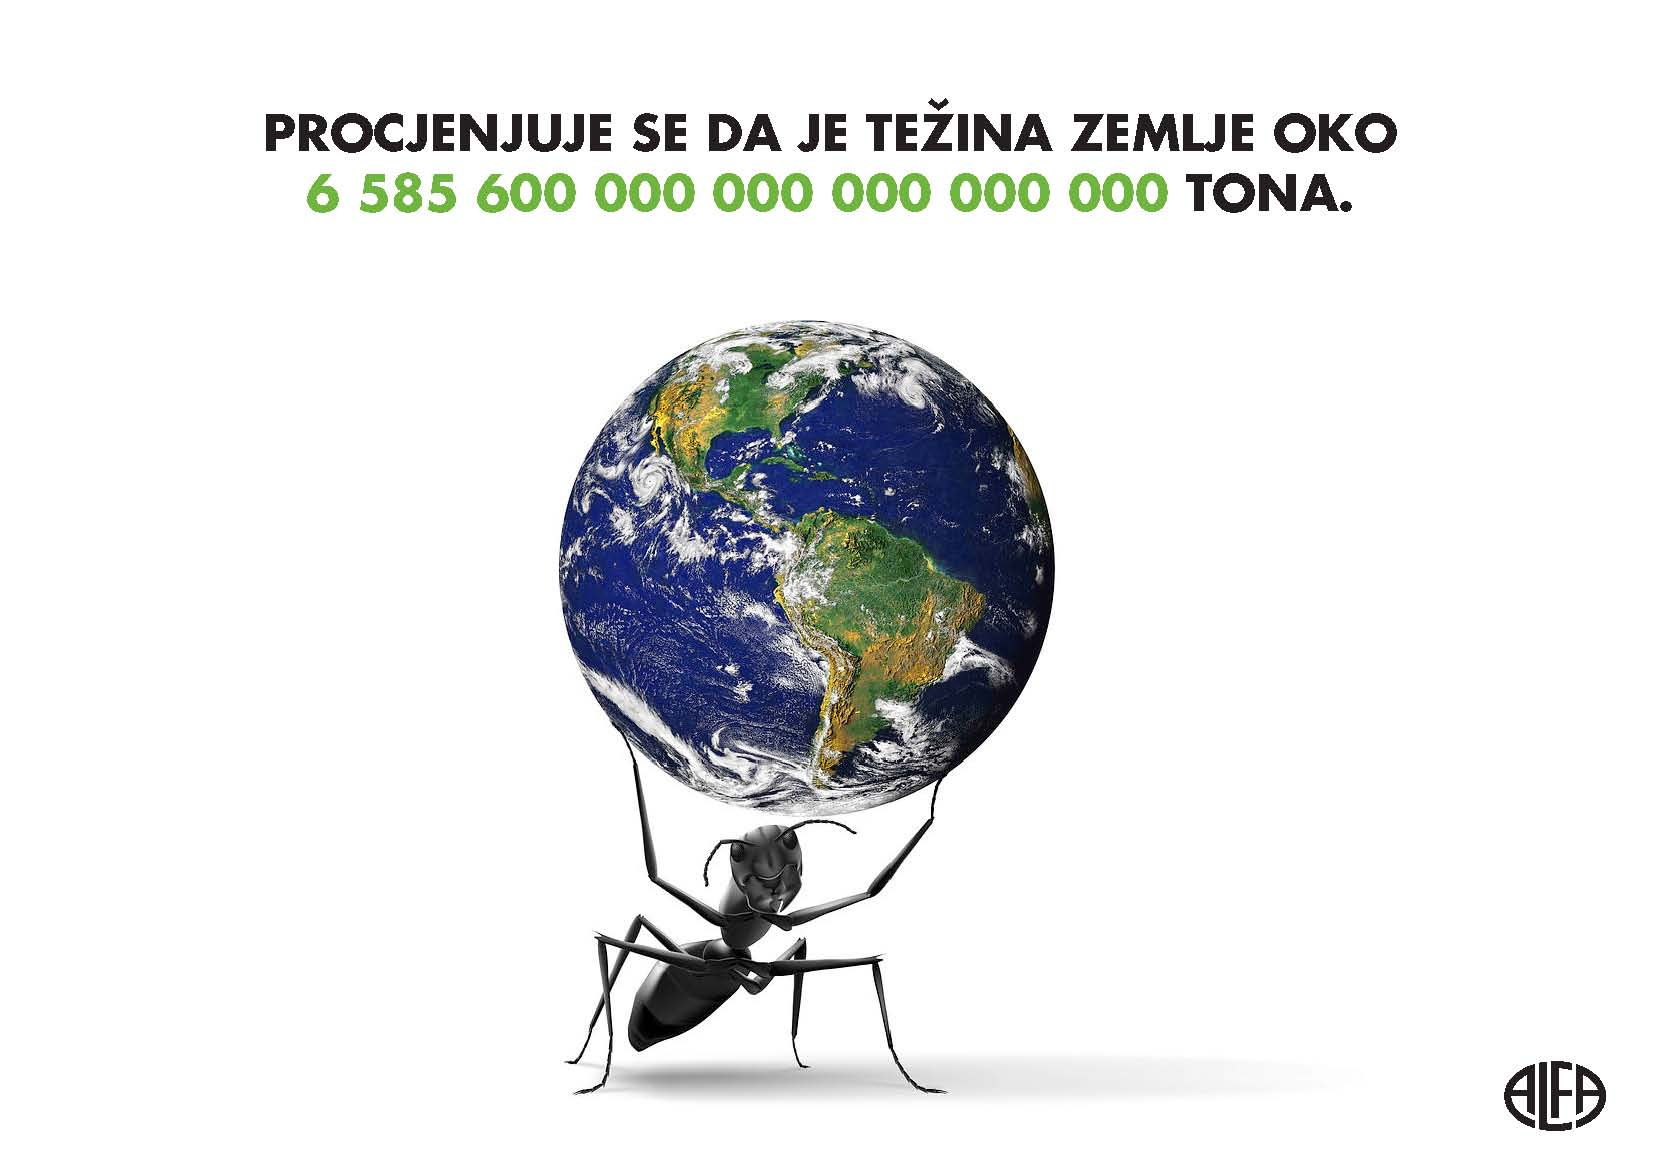 PROCJENJUJE SE DA JE TEŽINA ZEMLJE OKO
6 585 600 000 000 000 000 000 TONA.
ALFA